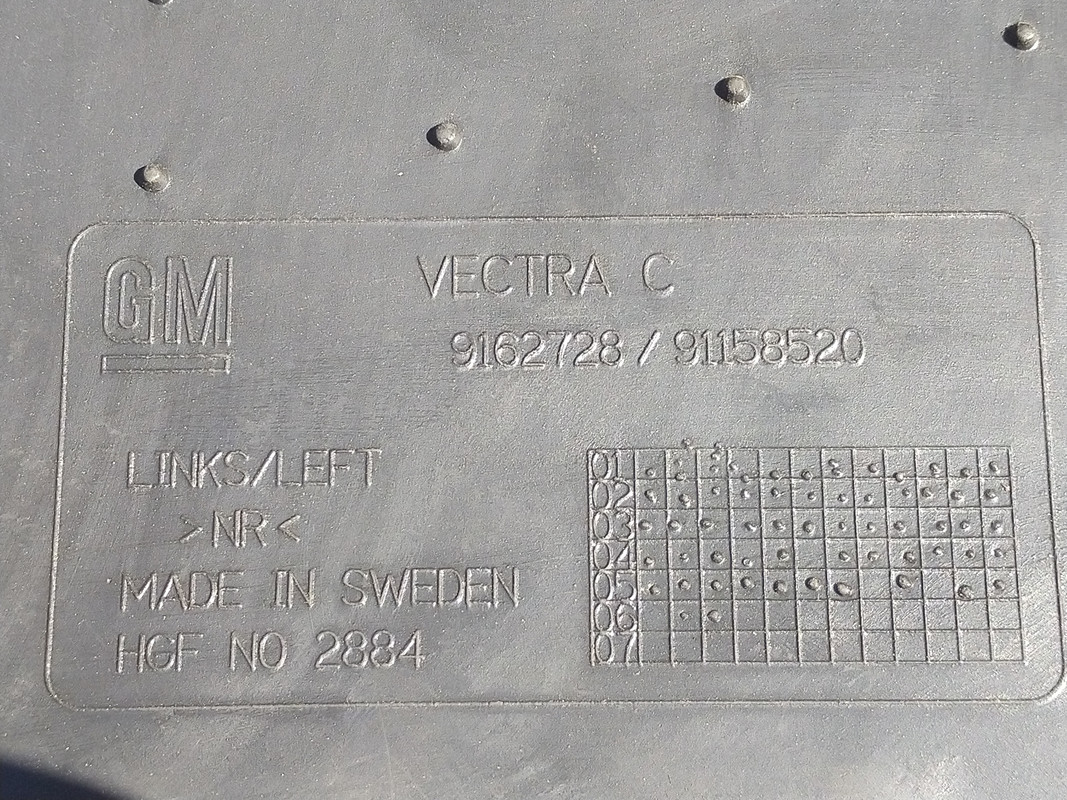 GM
VECTRA C
9162728 / 91158520
LINKS/LEFT
>NR<
MADE IN SWEDEN
HGF NO 2884
01
02
03
04
05
06
07